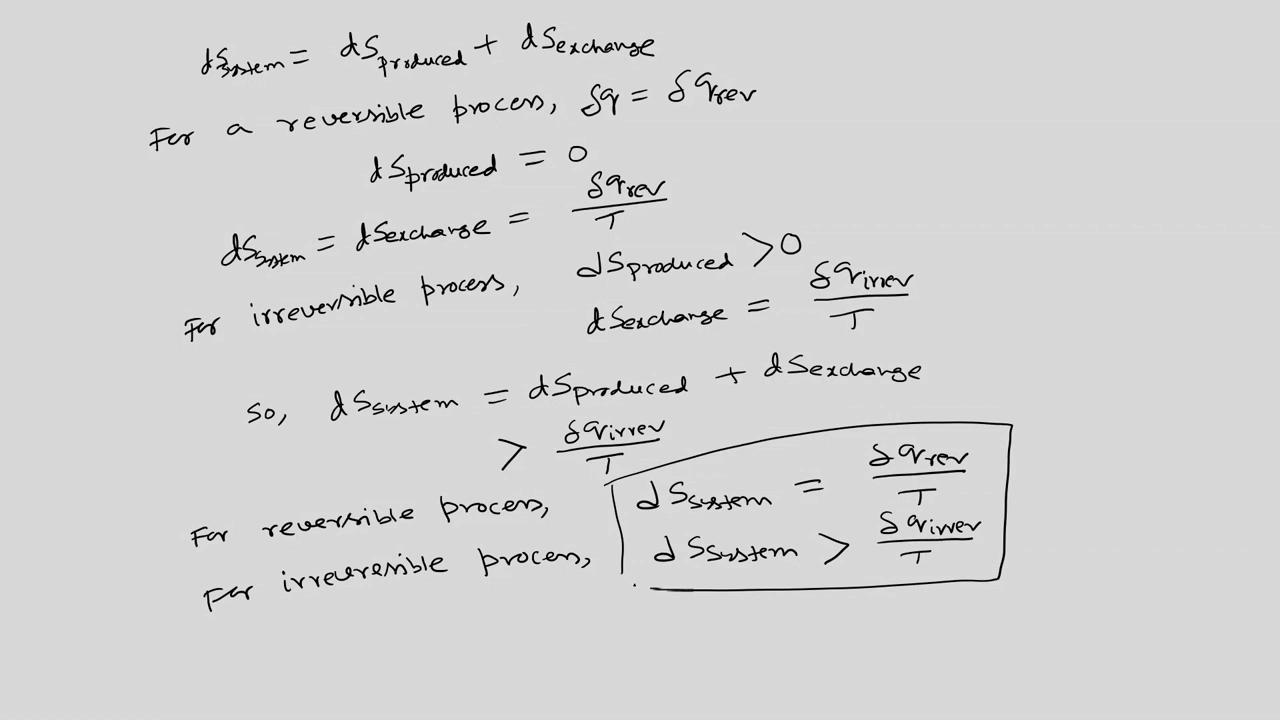 dSsystem = dSproduced + dSexchange
For a reversible process, δq = δqrev
dSproduced = 0
dSsystem = dSexchange = δqrev/T
For irreversible process, dSproduced > 0
dSexchange = δqirrev/T
So, dSsystem = dSproduced + dSexchange
> δqirrev/T
For reversible process, dSsystem = δqrev/T
For irreversible process, dSsystem > δqirrev/T